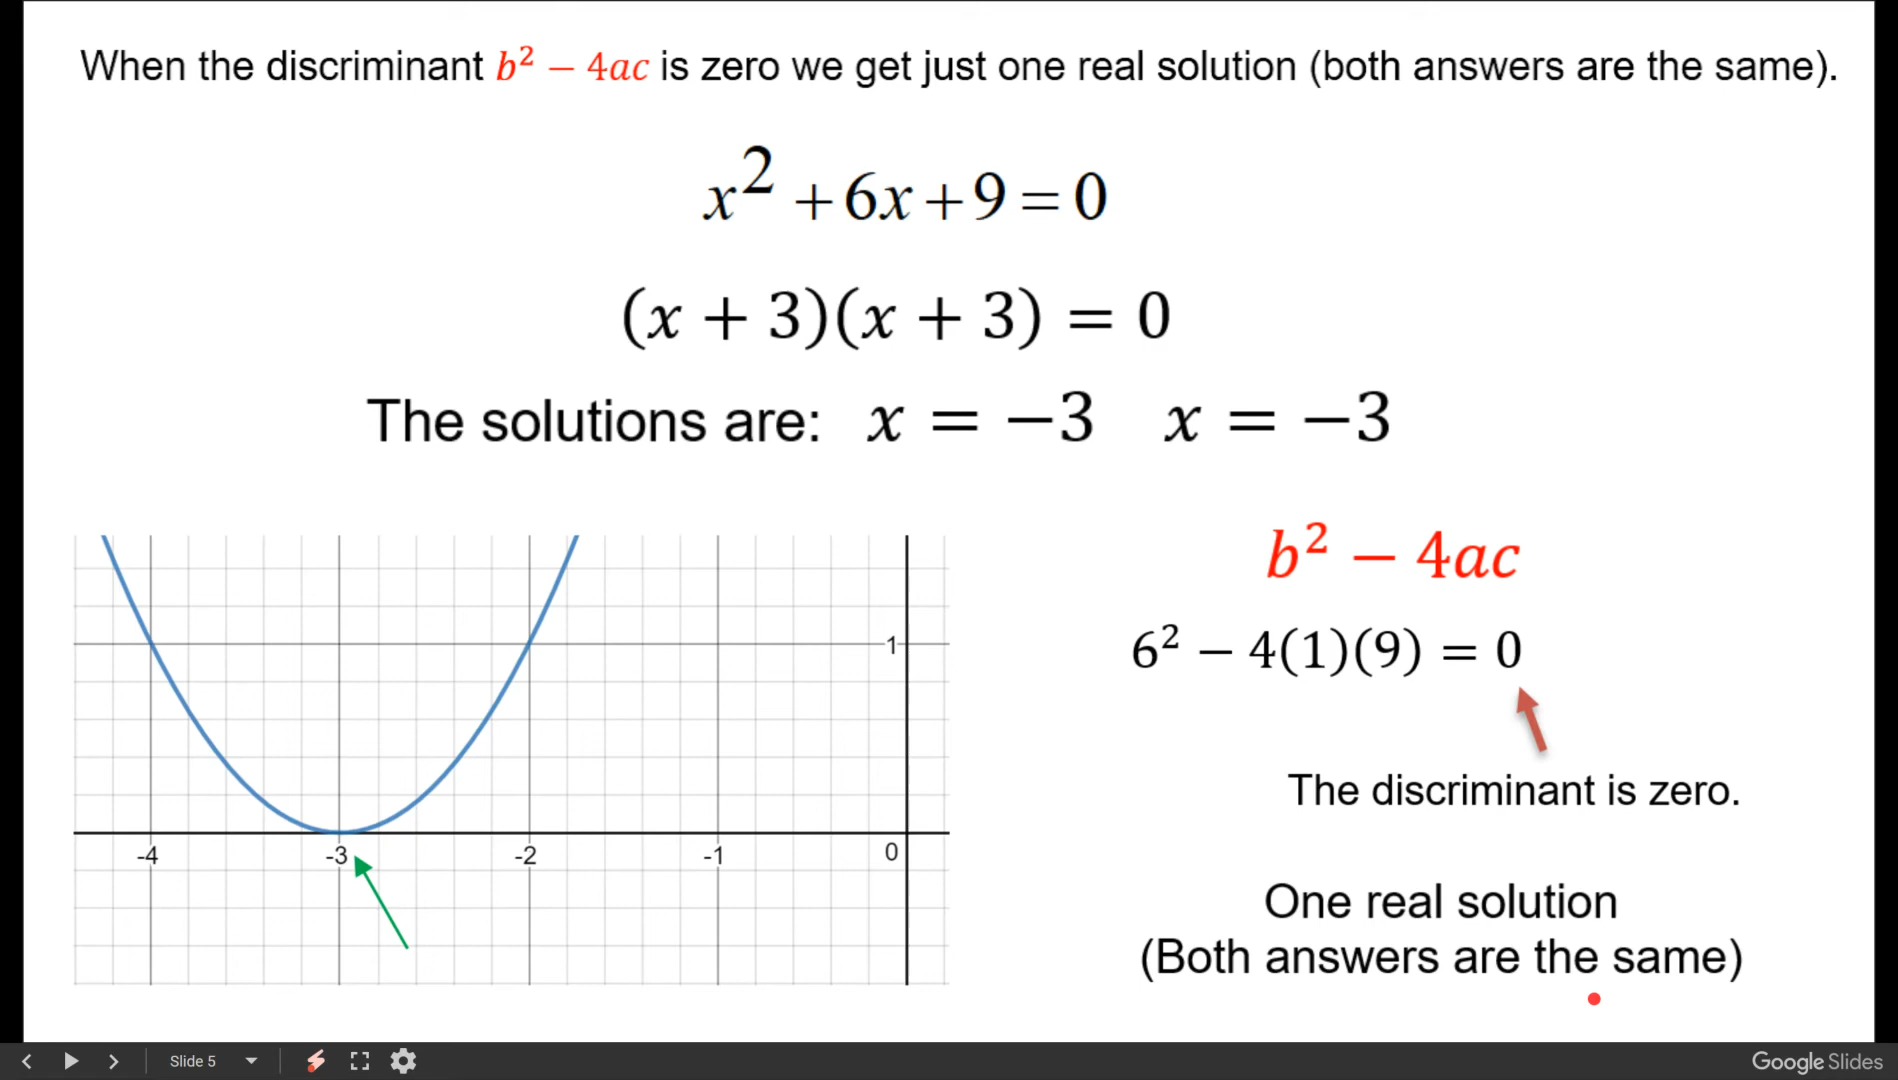 When the discriminant b² − 4ac is zero we get just one real solution (both answers are the same).
x² + 6x + 9 = 0
(x + 3)(x + 3) = 0
The solutions are: x = −3 x = −3
b² − 4ac
6² − 4(1)(9) = 0
1
The discriminant is zero.
-4 -3 -2 -1 0
One real solution
(Both answers are the same)
Slide 5
Google Slides